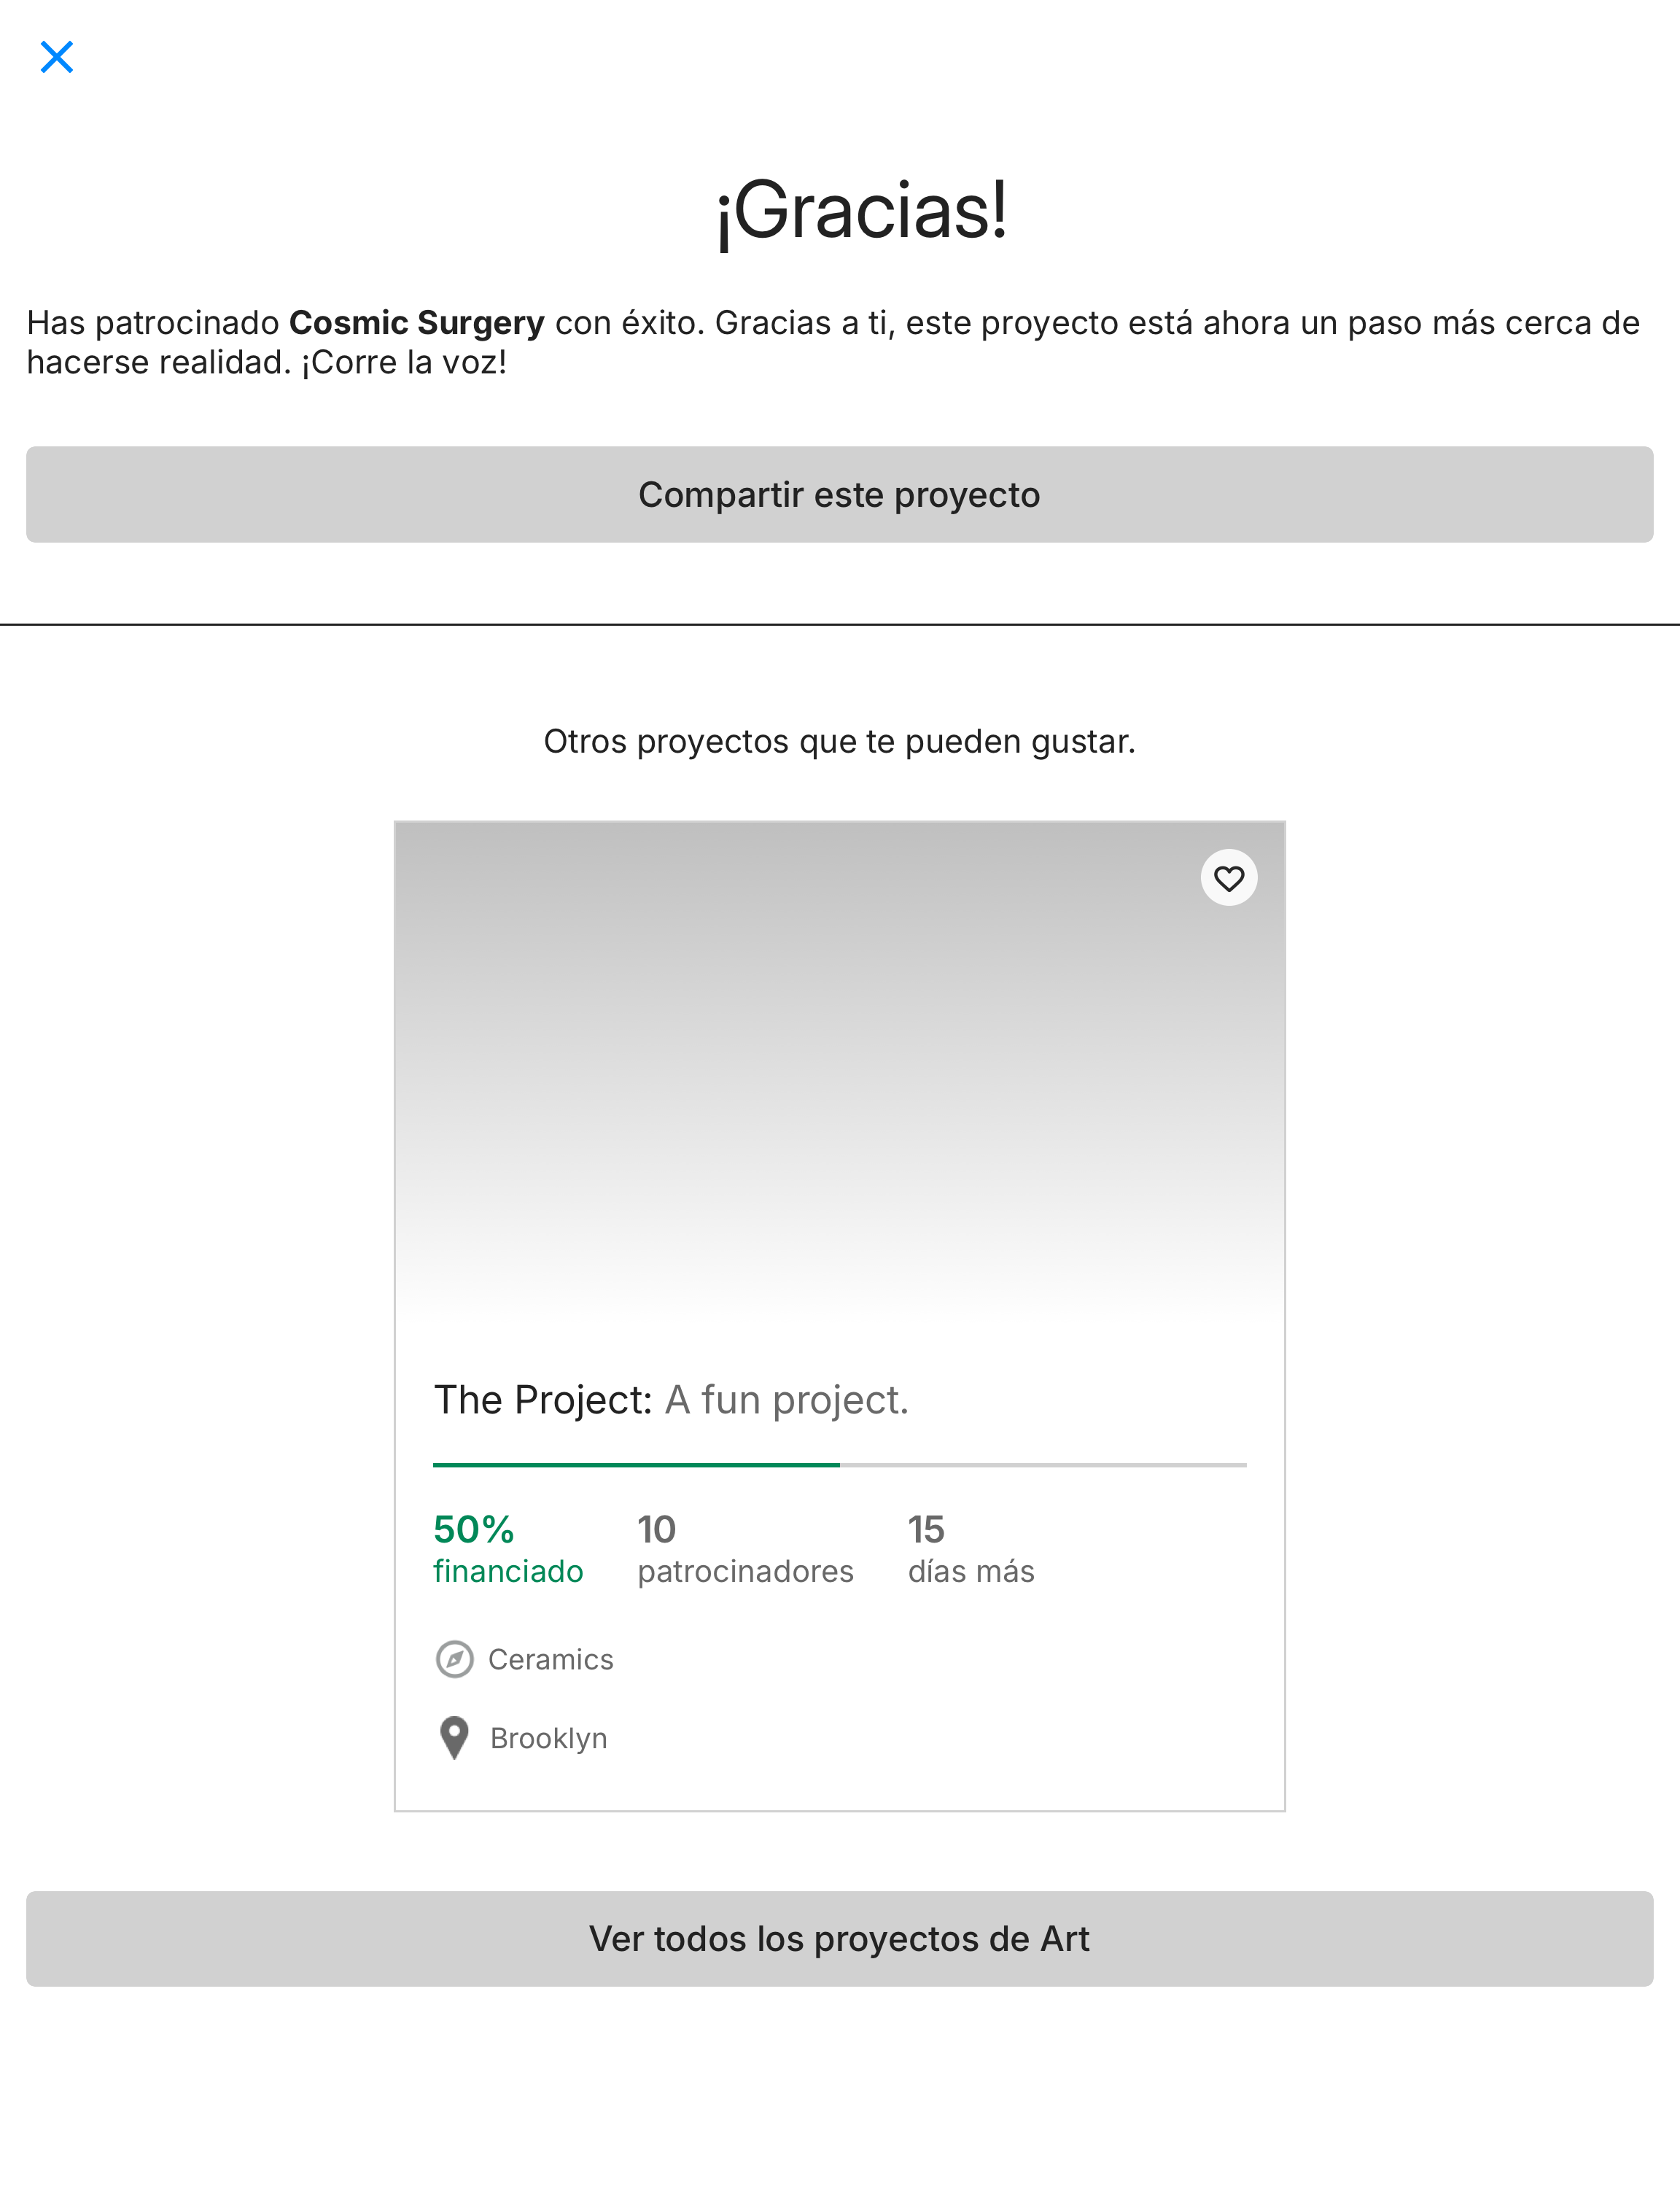 ¡Gracias!
Has patrocinado Cosmic Surgery con éxito. Gracias a ti, este proyecto está ahora un paso más cerca de
hacerse realidad. ¡Corre la voz!
Compartir este proyecto
Otros proyectos que te pueden gustar.
The Project: A fun project.
50% 10 15
financiado patrocinadores días más
Ceramics
Brooklyn
Ver todos los proyectos de Art